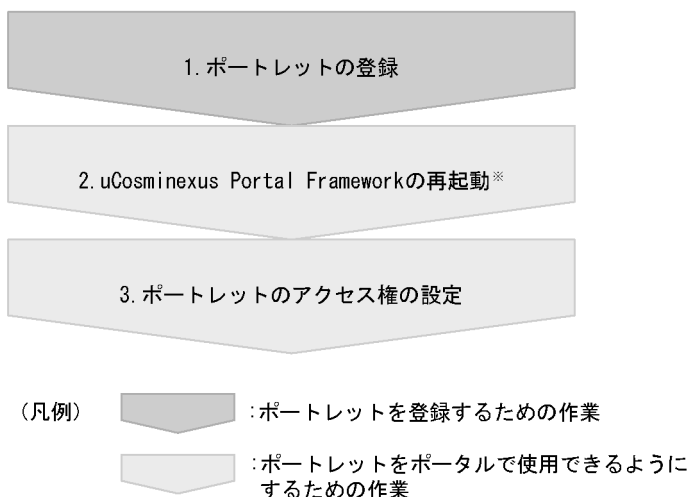 1.ポートレットの登録
2.uCosminexus Portal Frameworkの再起動※
3.ポートレットのアクセス権の設定
（凡例）
:ポートレットを登録するための作業
:ポートレットをポータルで使用できるように
するための作業